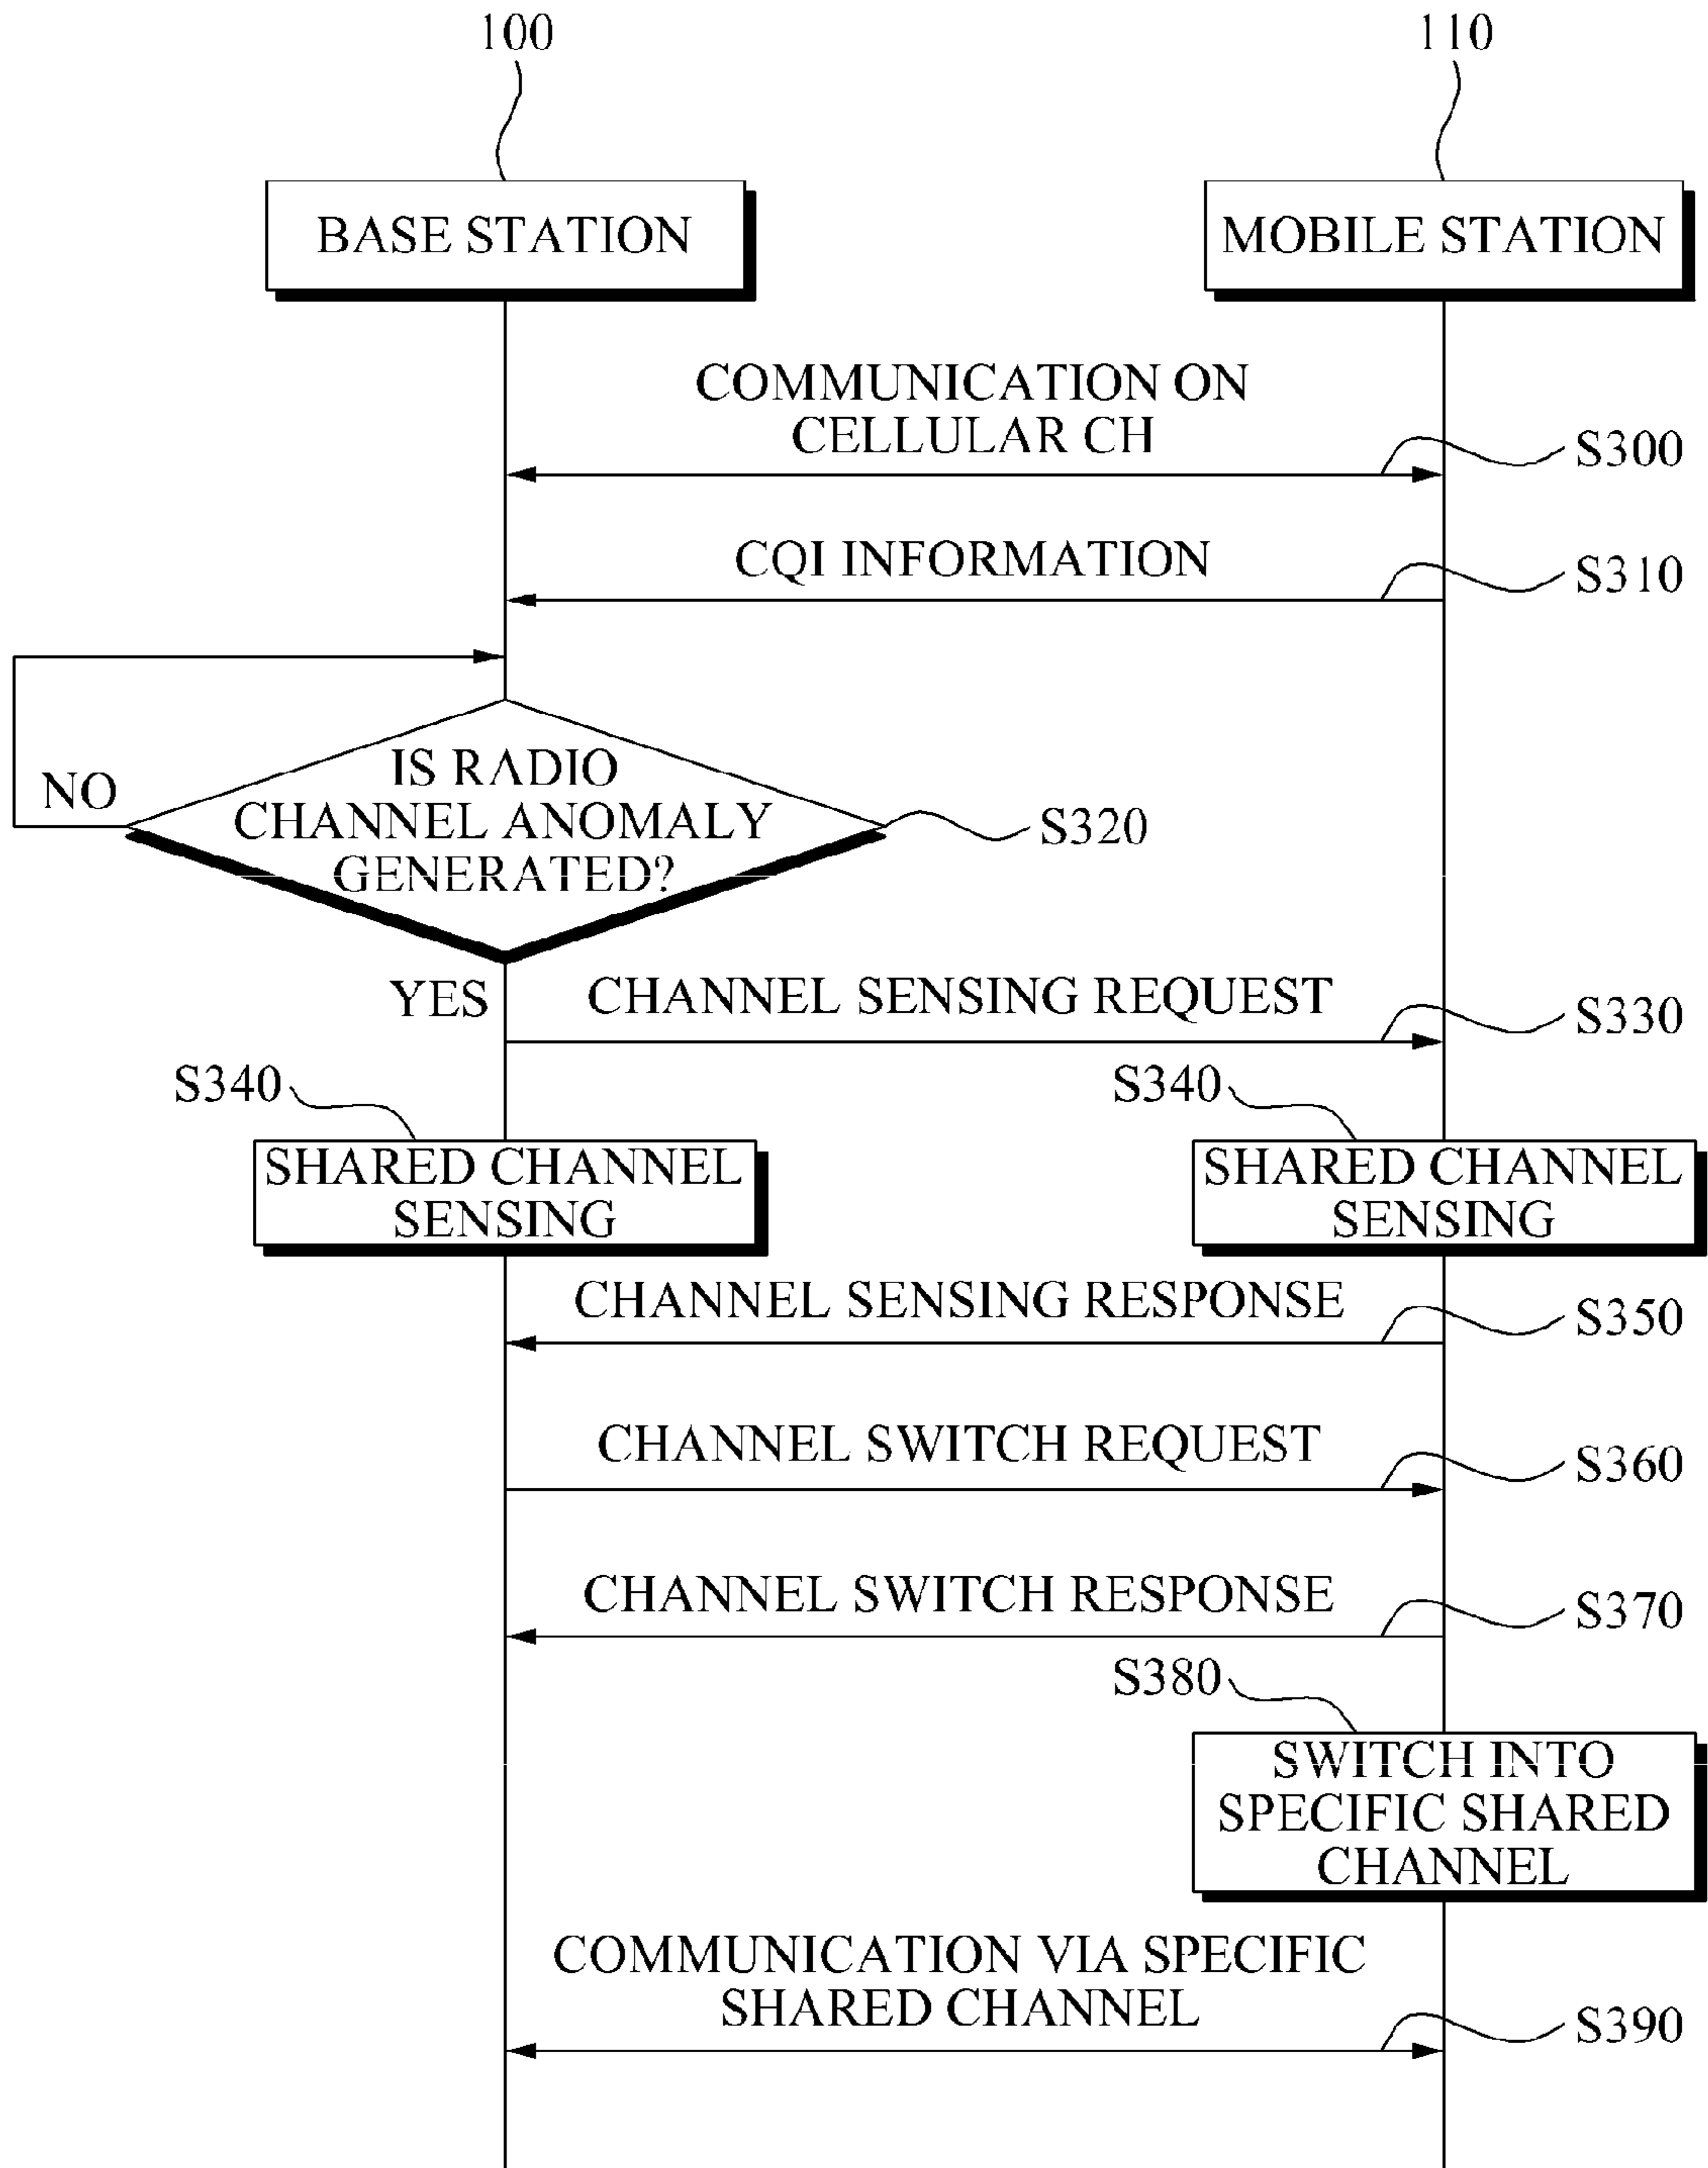 100
110
BASE STATION
MOBILE STATION
COMMUNICATION ON
CELLULAR CH
S300
CQI INFORMATION
S310
IS RADIO
CHANNEL ANOMALY
GENERATED?
NO
S320
YES
CHANNEL SENSING REQUEST
S330
S340
S340
SHARED CHANNEL
SENSING
SHARED CHANNEL
SENSING
CHANNEL SENSING RESPONSE
S350
CHANNEL SWITCH REQUEST
S360
CHANNEL SWITCH RESPONSE
S370
S380
SWITCH INTO
SPECIFIC SHARED
CHANNEL
COMMUNICATION VIA SPECIFIC
SHARED CHANNEL
S390